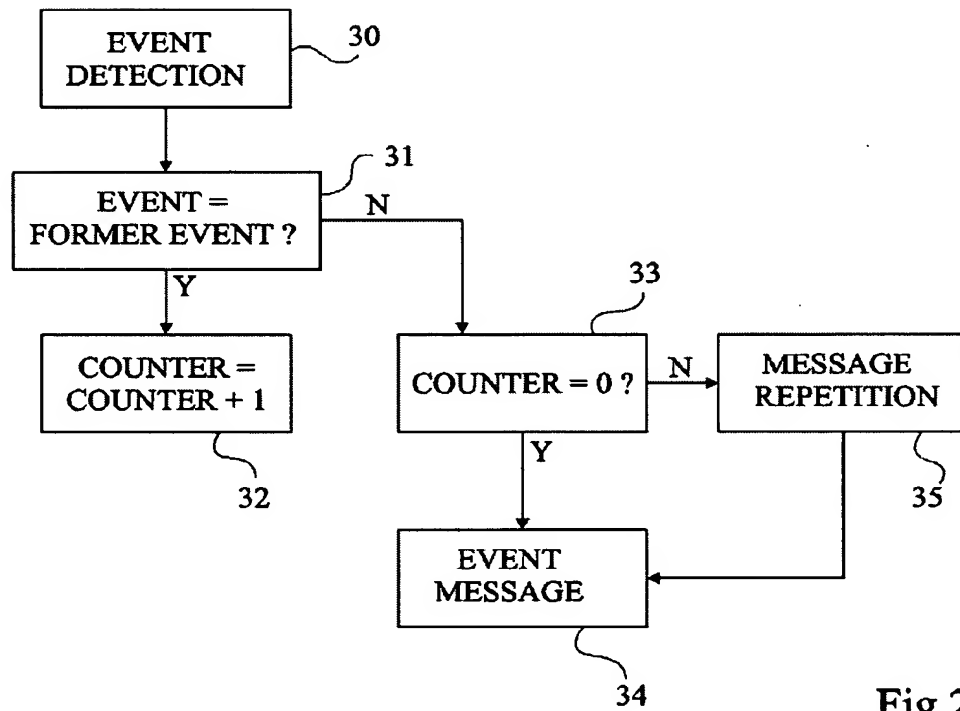 EVENT
DETECTION
30
EVENT =
FORMER EVENT ?
31
N
Y
COUNTER =
COUNTER + 1
32
33
COUNTER = 0 ?
N
MESSAGE
REPETITION
35
Y
EVENT
MESSAGE
34
Fig 2